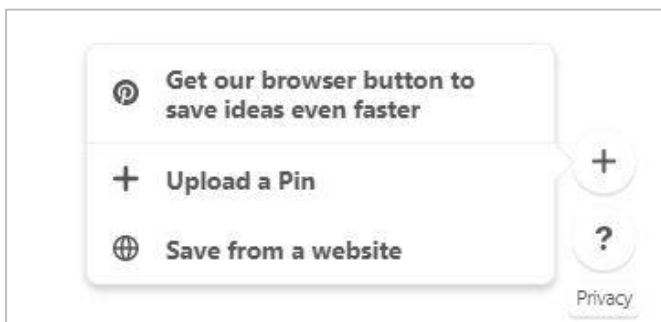 Get our browser button to
save ideas even faster
Upload a Pin
Save from a website
+
?
Privacy